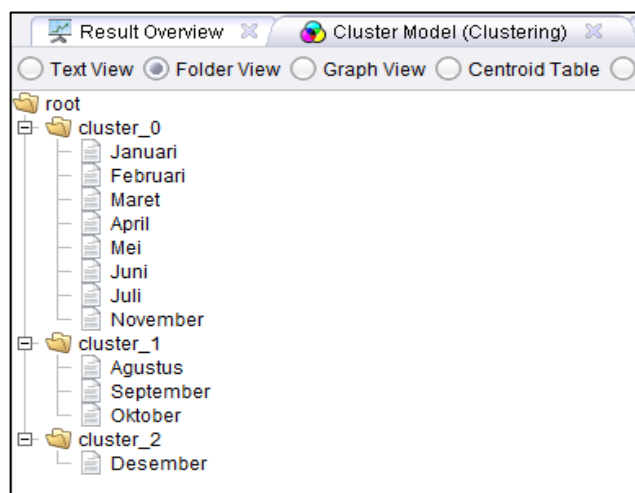 Result Overview Cluster Model (Clustering)
Text View Folder View Graph View Centroid Table
root
cluster_0
Januari
Februari
Maret
April
Mei
Juni
Juli
November
cluster_1
Agustus
September
Oktober
cluster_2
Desember